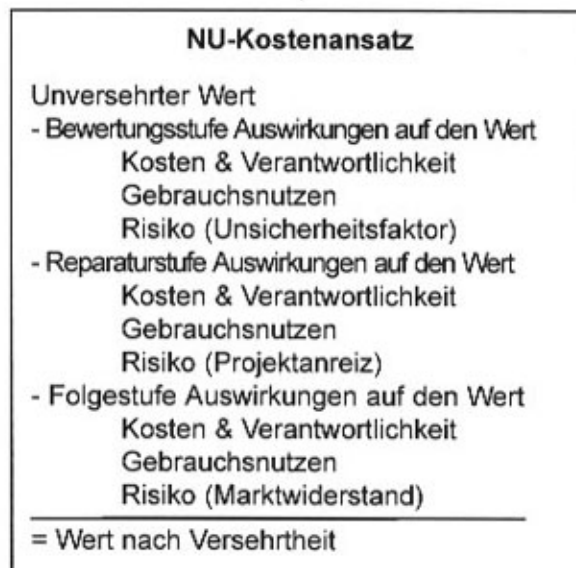 NU-Kostenansatz
Unversehrter Wert
- Bewertungsstufe Auswirkungen auf den Wert
Kosten & Verantwortlichkeit
Gebrauchsnutzen
Risiko (Unsicherheitsfaktor)
- Reparaturstufe Auswirkungen auf den Wert
Kosten & Verantwortlichkeit
Gebrauchsnutzen
Risiko (Projektanreiz)
- Folgestufe Auswirkungen auf den Wert
Kosten & Verantwortlichkeit
Gebrauchsnutzen
Risiko (Marktwiderstand)
= Wert nach Versehrtheit